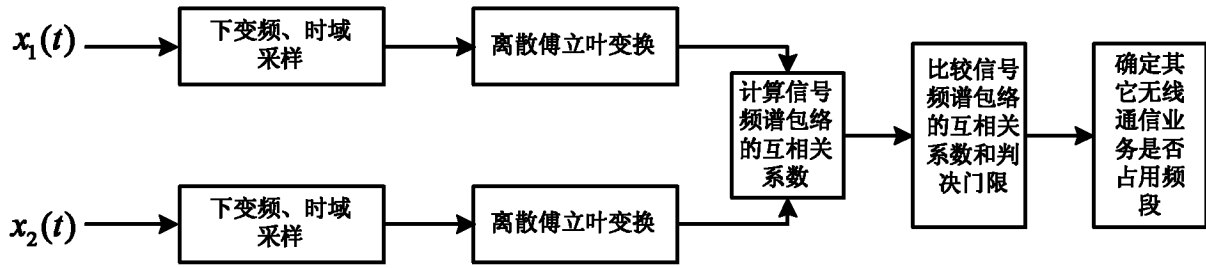 x₁(t)
下变频、时域
采样
离散傅立叶变换
计算信号
频谱包络
的互相关
系数
比较信号
频谱包络
的互相关
系数和判
决门限
确定其
它无线
通信业
务是否
占用频
段
x₂(t)
下变频、时域
采样
离散傅立叶变换